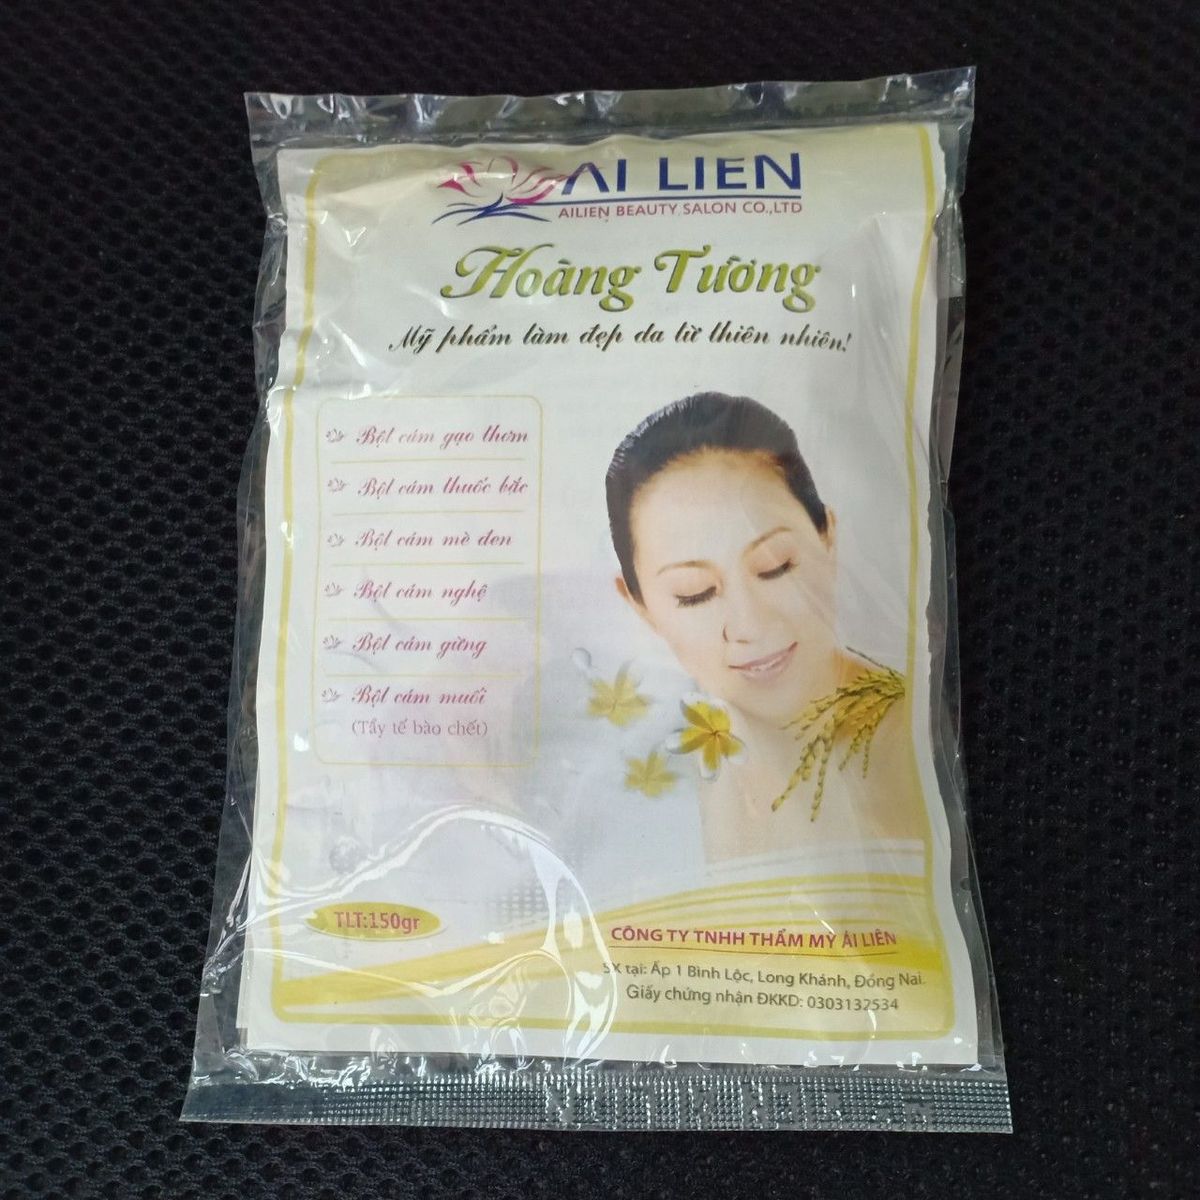 ÁI LIÊN
AILIEN BEAUTY SALON CO.,LTD
Hoàng Tương
Mỹ phẩm làm đẹp da từ thiên nhiên!
Bột cám gạo thơm
Bột cám thuốc bắc
Bột cám mè đen
Bột cám nghệ
Bột cám gừng
Bột cám muối
(Tẩy tế bào chết)
TLT:150gr
CÔNG TY TNHH THẨM MỸ ÁI LIÊN
SX tại: Ấp 1 Bình Lộc, Long Khánh, Đồng Nai.
Giấy chứng nhận ĐKKD: 0303132534